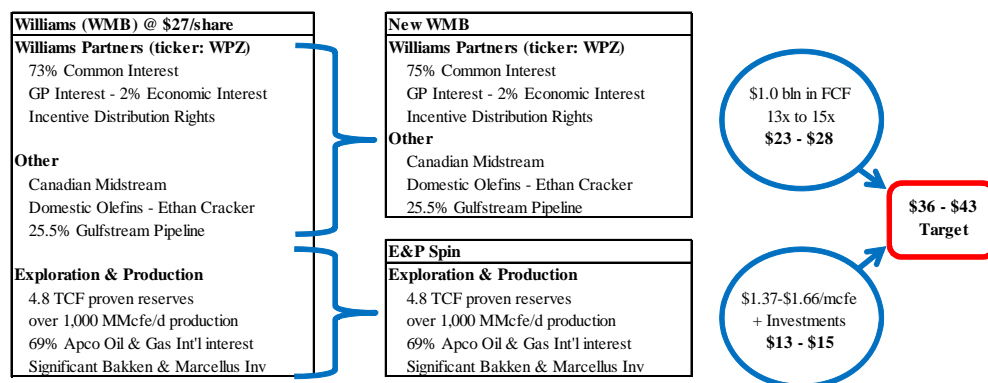 Williams (WMB) @ $27/share
Williams Partners (ticker: WPZ)
73% Common Interest
GP Interest - 2% Economic Interest
Incentive Distribution Rights
Other
Canadian Midstream
Domestic Olefins - Ethan Cracker
25.5% Gulfstream Pipeline
Exploration & Production
4.8 TCF proven reserves
over 1,000 MMcfe/d production
69% Apco Oil & Gas Int'l interest
Significant Bakken & Marcellus Inv
New WMB
Williams Partners (ticker: WPZ)
75% Common Interest
GP Interest - 2% Economic Interest
Incentive Distribution Rights
Other
Canadian Midstream
Domestic Olefins - Ethan Cracker
25.5% Gulfstream Pipeline
E&P Spin
Exploration & Production
4.8 TCF proven reserves
over 1,000 MMcfe/d production
69% Apco Oil & Gas Int'l interest
Significant Bakken & Marcellus Inv
$1.0 bln in FCF
13x to 15x
$23 - $28
$1.37-$1.66/mcfe
+ Investments
$13 - $15
$36 - $43
Target